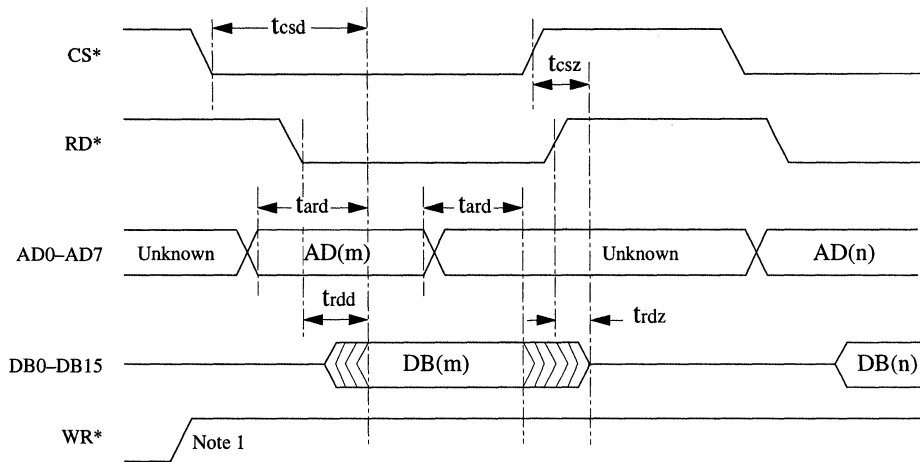 tcsd
CS*
tcsz
RD*
tard tard
AD0–AD7 Unknown AD(m) Unknown AD(n)
trdd trdz
DB0–DB15 DB(m) DB(n)
WR* Note 1